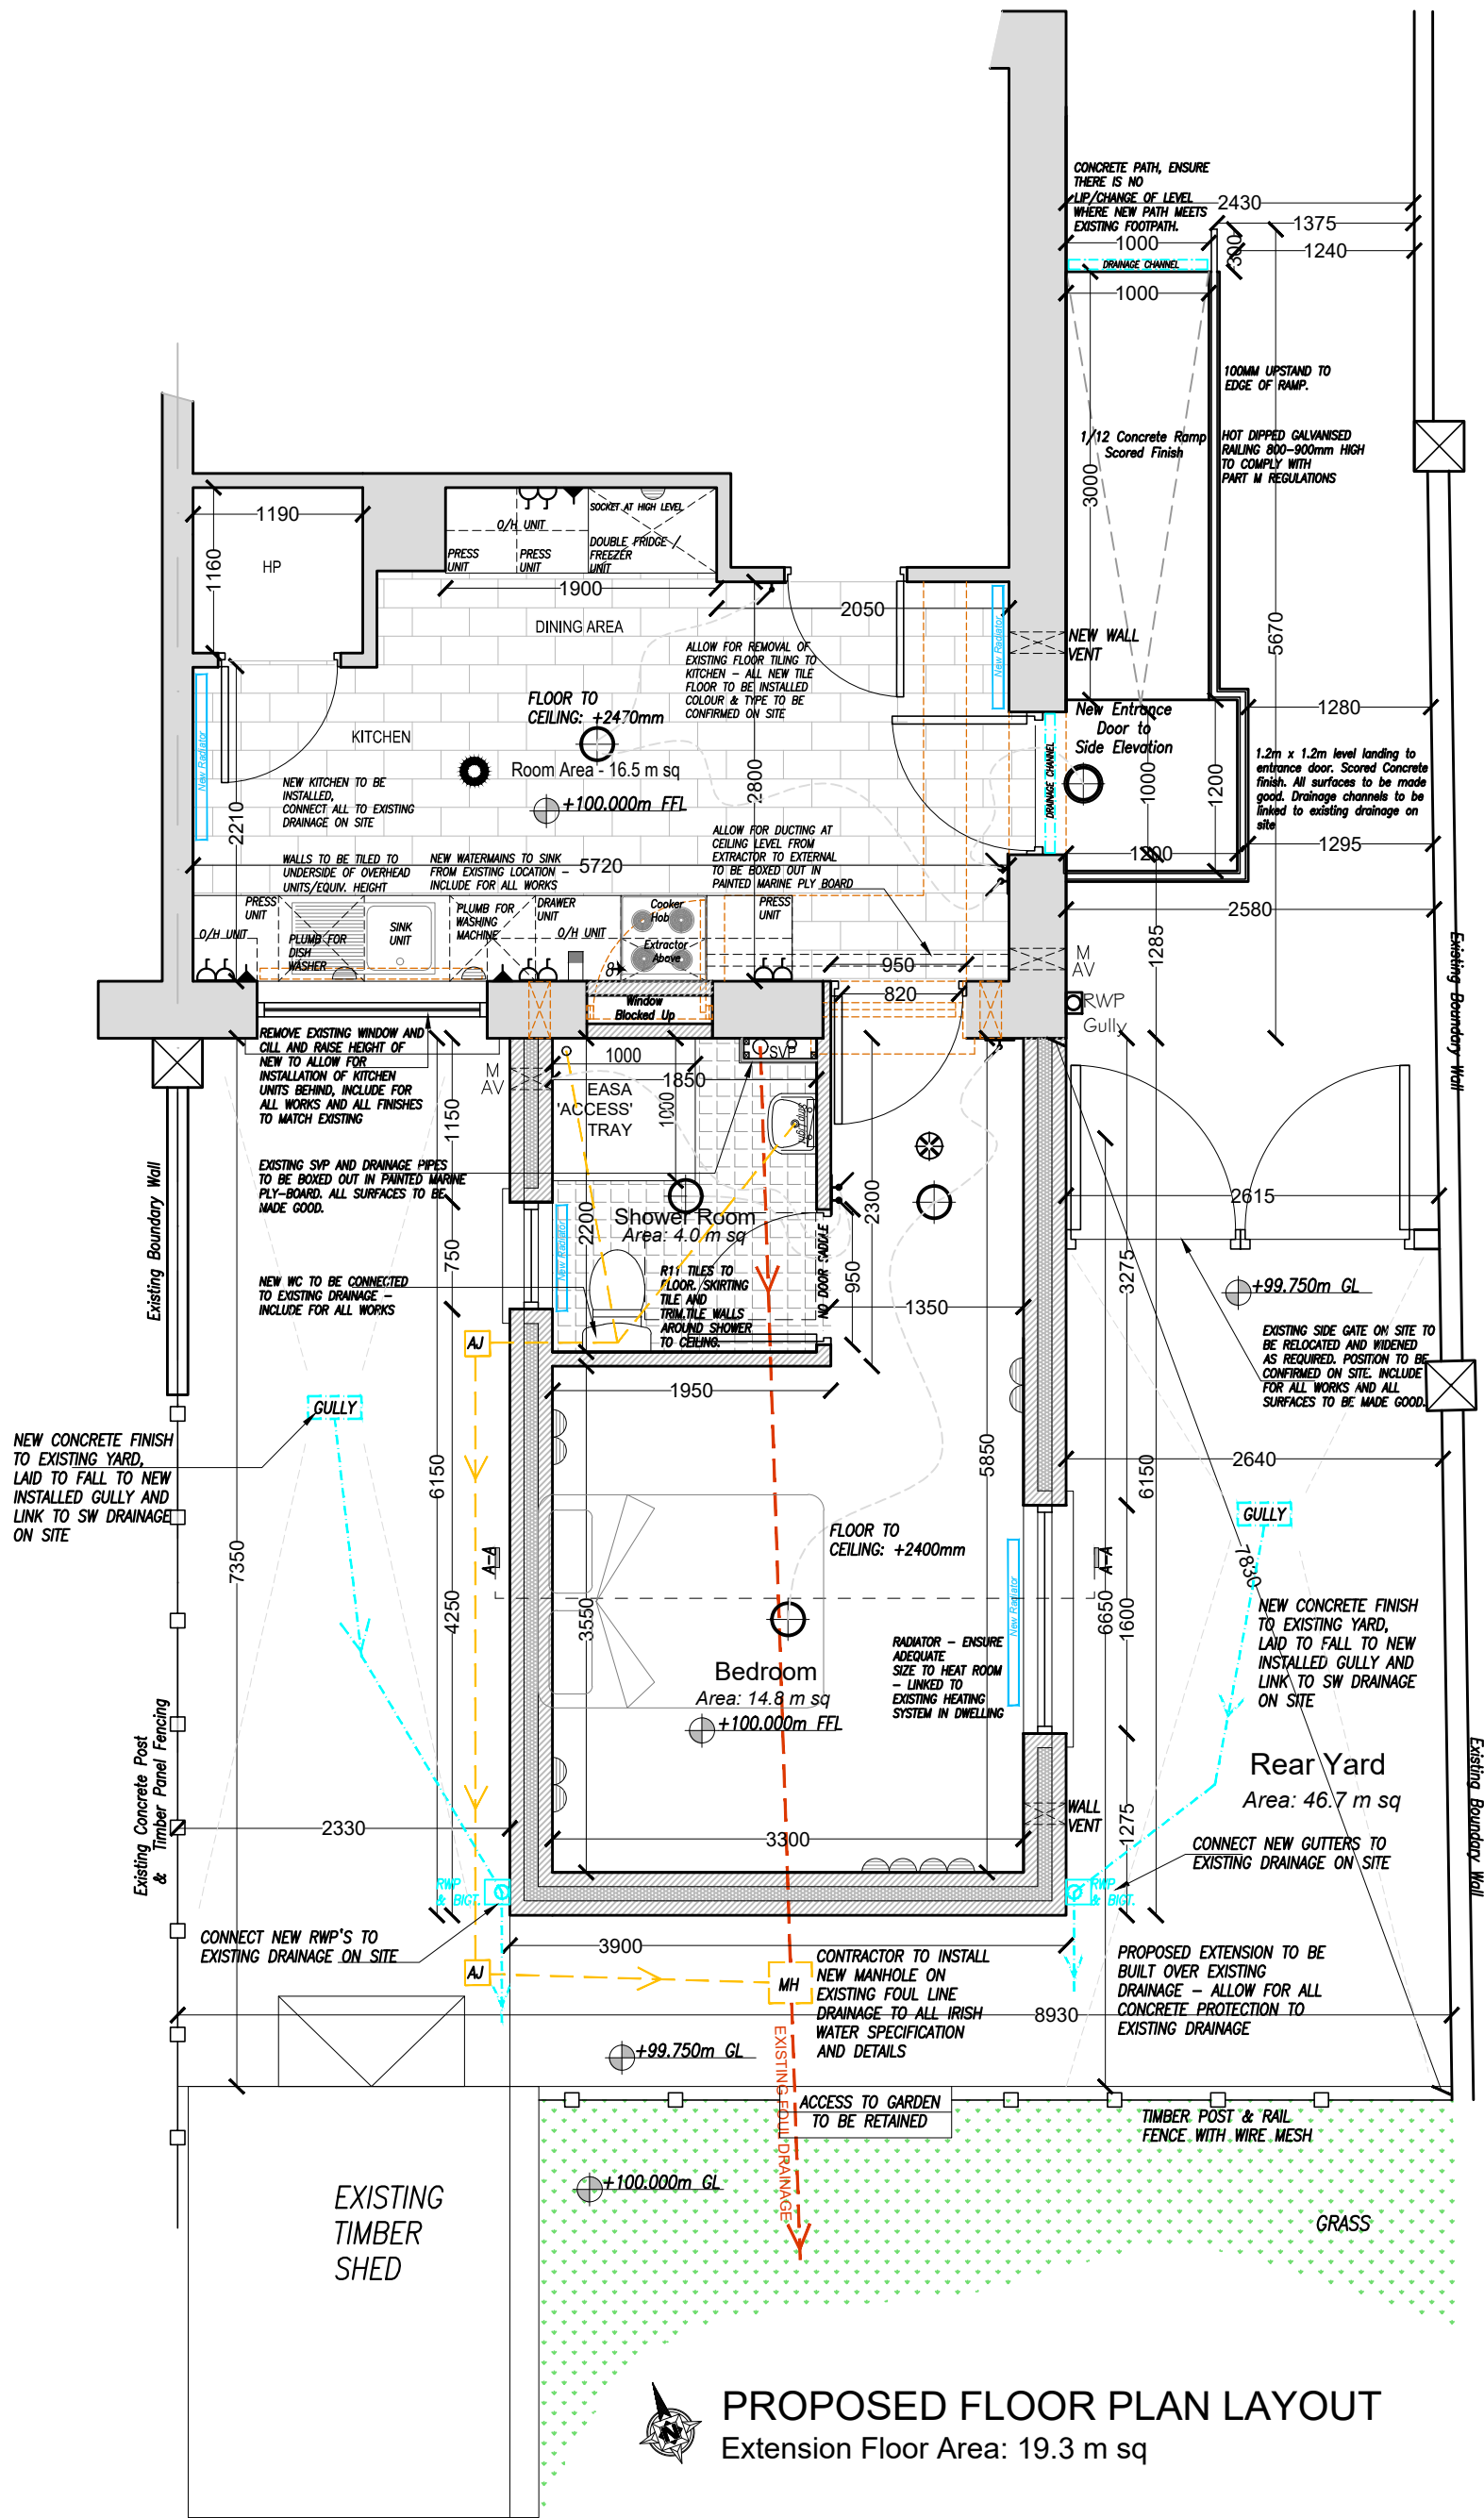 CONCRETE PATH, ENSURE
THERE IS NO
LIP/CHANGE OF LEVEL
WHERE NEW PATH MEETS
EXISTING FOOTPATH.
2430
1375
300
1240
1000
DRAINAGE CHANNEL
1000
100MM UPSTAND TO
EDGE OF RAMP.
1/12 Concrete Ramp
Scored Finish
3000
HOT DIPPED GALVANISED
RAILING 800-900mm HIGH
TO COMPLY WITH
PART M REGULATIONS
5670
1190
1160
HP
O/H UNIT
PRESS
UNIT
PRESS
UNIT
SOCKET AT HIGH LEVEL
DOUBLE FRIDGE /
FREEZER
UNIT
1900
2050
DINING AREA
New Radiator
NEW WALL
VENT
ALLOW FOR REMOVAL OF
EXISTING FLOOR TILING TO
KITCHEN - ALL NEW TILE
FLOOR TO BE INSTALLED
COLOUR & TYPE TO BE
CONFIRMED ON SITE
FLOOR TO
CEILING: +2470mm
KITCHEN
New Radiator
Room Area - 16.5 m sq
+100.000m FFL
2800
2210
NEW KITCHEN TO BE
INSTALLED,
CONNECT ALL TO EXISTING
DRAINAGE ON SITE
New Entrance
Door to
Side Elevation
DRAINAGE CHANNEL
1000
1200
1200
1280
1.2m x 1.2m level landing to
entrance door. Scored Concrete
finish. All surfaces to be made
good. Drainage channels to be
linked to existing drainage on
site
1295
WALLS TO BE TILED TO
UNDERSIDE OF OVERHEAD
UNITS/EQUIV. HEIGHT
NEW WATERMAINS TO SINK
FROM EXISTING LOCATION -
INCLUDE FOR ALL WORKS
5720
ALLOW FOR DUCTING AT
CEILING LEVEL FROM
EXTRACTOR TO EXTERNAL
TO BE BOXED OUT IN
PAINTED MARINE PLY BOARD
PRESS
UNIT
O/H UNIT
PLUMB FOR
DISH
WASHER
SINK
UNIT
PLUMB FOR
WASHING
MACHINE
DRAWER
UNIT
O/H UNIT
Cooker
Hob
Extractor
Above
PRESS
UNIT
2580
1285
950
820
M
AV
RWP
Gully
Window
Blocked Up
Existing Boundary Wall
REMOVE EXISTING WINDOW AND
CILL AND RAISE HEIGHT OF
NEW TO ALLOW FOR
INSTALLATION OF KITCHEN
UNITS BEHIND, INCLUDE FOR
ALL WORKS AND ALL FINISHES
TO MATCH EXISTING
M
AV
1000
1850
SVP
EASA
'ACCESS'
TRAY
1000
1150
EXISTING SVP AND DRAINAGE PIPES
TO BE BOXED OUT IN PAINTED MARINE
PLY-BOARD. ALL SURFACES TO BE
MADE GOOD.
Existing Boundary Wall
2300
2615
3275
Shower Room
Area: 4.0 m sq
2200
New Radiator
750
NO DOOR SADDLE
950
R11 TILES TO
FLOOR. SKIRTING
TILE AND
TRIM.TILE WALLS
AROUND SHOWER
TO CEILING.
NEW WC TO BE CONNECTED
TO EXISTING DRAINAGE -
INCLUDE FOR ALL WORKS
1350
+99.750m GL
AJ
EXISTING SIDE GATE ON SITE TO
BE RELOCATED AND WIDENED
AS REQUIRED. POSITION TO BE
CONFIRMED ON SITE. INCLUDE
FOR ALL WORKS AND ALL
SURFACES TO BE MADE GOOD.
1950
GULLY
NEW CONCRETE FINISH
TO EXISTING YARD,
LAID TO FALL TO NEW
INSTALLED GULLY AND
LINK TO SW DRAINAGE
ON SITE
5850
2640
6150
6150
GULLY
7350
A-A
A-A
FLOOR TO
CEILING: +2400mm
7830
4250
3550
6650
1600
New Radiator
NEW CONCRETE FINISH
TO EXISTING YARD,
LAID TO FALL TO NEW
INSTALLED GULLY AND
LINK TO SW DRAINAGE
ON SITE
RADIATOR - ENSURE
ADEQUATE
SIZE TO HEAT ROOM
- LINKED TO
EXISTING HEATING
SYSTEM IN DWELLING
Bedroom
Area: 14.8 m sq
+100.000m FFL
Existing Concrete Post
& Timber Panel Fencing
Rear Yard
Area: 46.7 m sq
Existing Boundary Wall
WALL
VENT
1275
2330
3300
CONNECT NEW GUTTERS TO
EXISTING DRAINAGE ON SITE
RWP
& BIGT.
RWP
& BIGT.
CONNECT NEW RWP'S TO
EXISTING DRAINAGE ON SITE
3900
AJ
MH
CONTRACTOR TO INSTALL
NEW MANHOLE ON
EXISTING FOUL LINE
DRAINAGE TO ALL IRISH
WATER SPECIFICATION
AND DETAILS
PROPOSED EXTENSION TO BE
BUILT OVER EXISTING
DRAINAGE - ALLOW FOR ALL
CONCRETE PROTECTION TO
EXISTING DRAINAGE
8930
+99.750m GL
EXISTING FOUL DRAINAGE
ACCESS TO GARDEN
TO BE RETAINED
TIMBER POST & RAIL
FENCE WITH WIRE MESH
+100.000m GL
EXISTING
TIMBER
SHED
GRASS
N
PROPOSED FLOOR PLAN LAYOUT
Extension Floor Area: 19.3 m sq